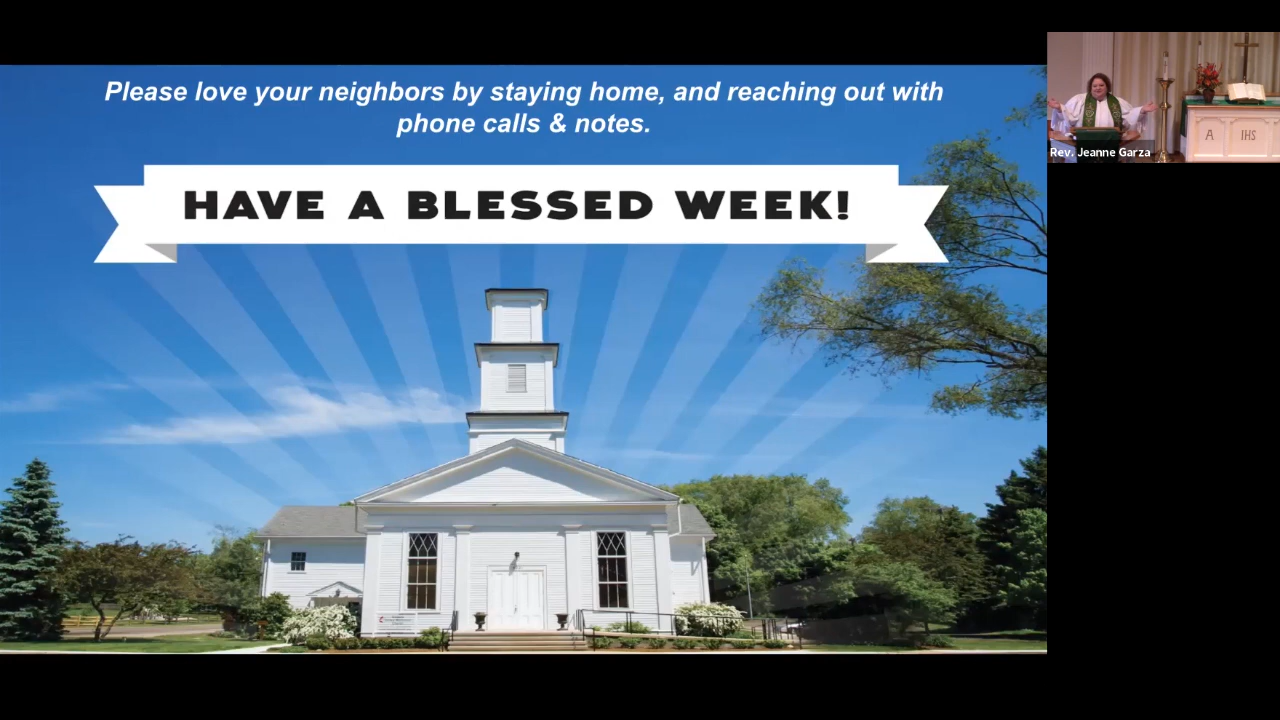 Please love your neighbors by staying home, and reaching out with
phone calls & notes.
HAVE A BLESSED WEEK!
Rev. Jeanne Garza
A IHS